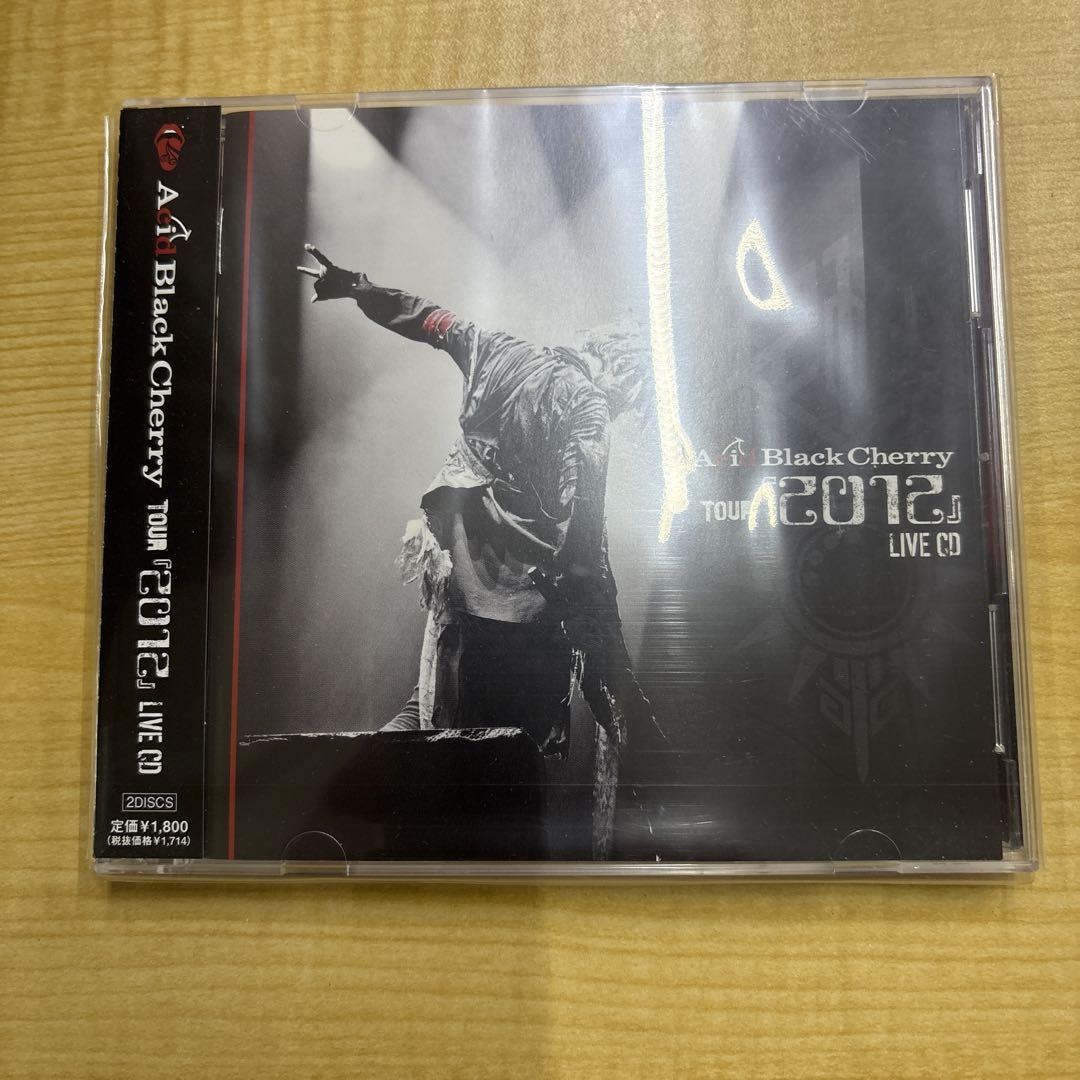 Acid Black Cherry TOUR『2012』LIVE CD
2DISCS
定価¥1,800
(税抜価格¥1,714)
Acid Black Cherry
TOUR『2012』
LIVE CD